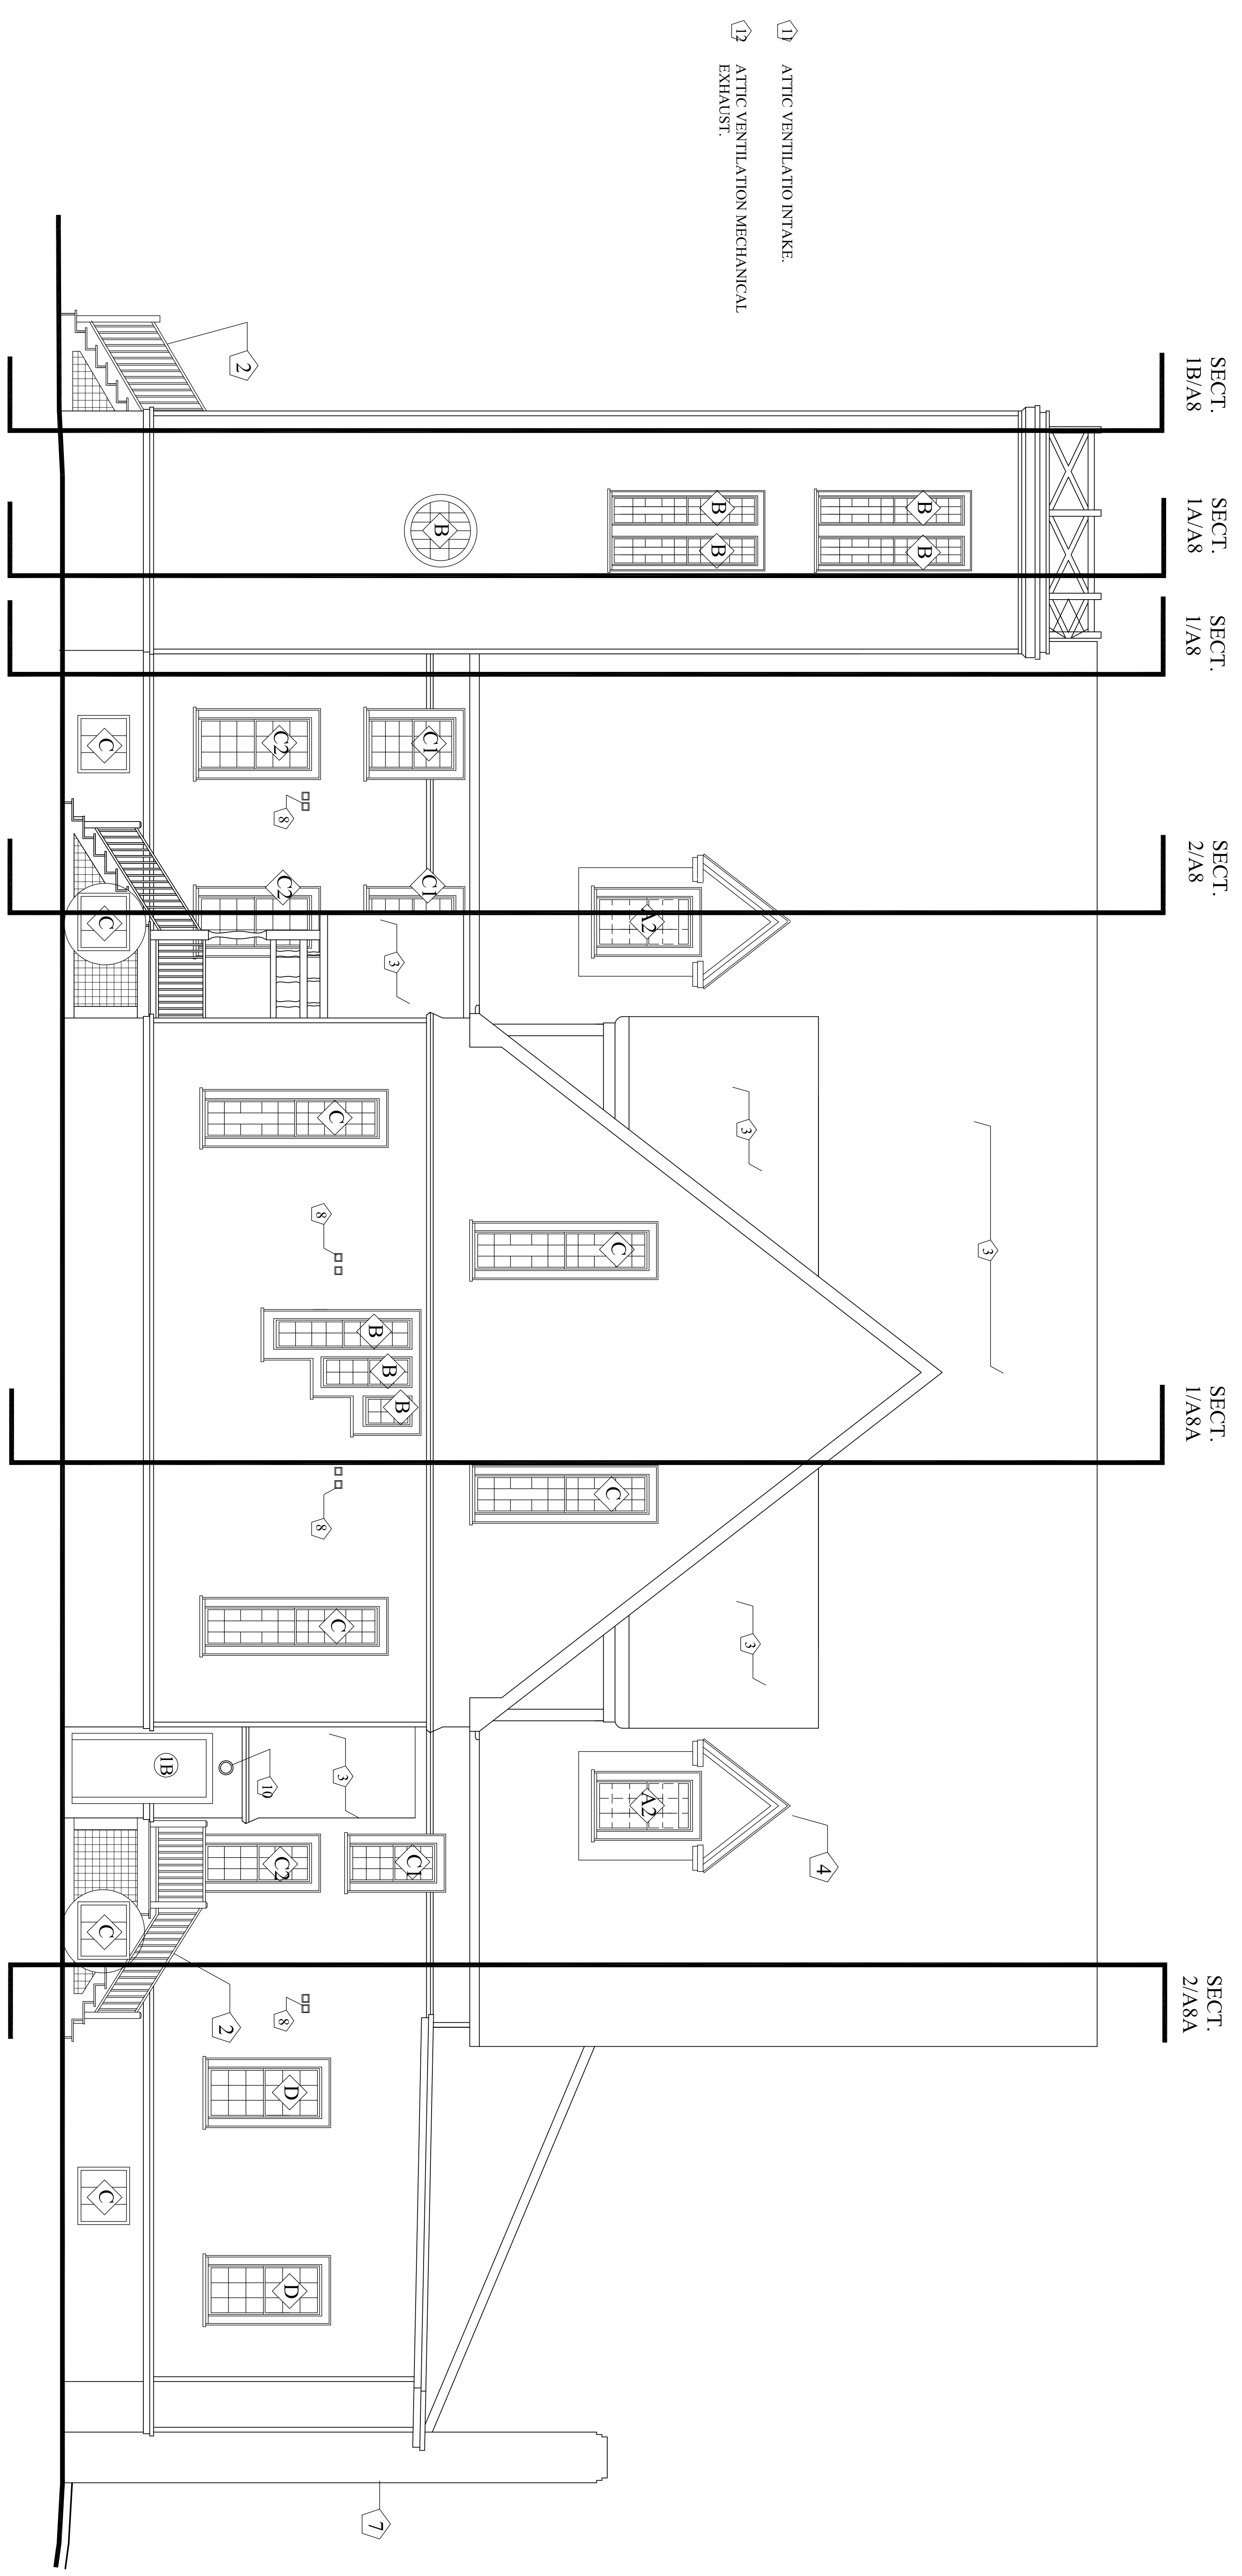 SECT.
1B/A8
SECT.
1A/A8
SECT.
1/A8
SECT.
2/A8
SECT.
1/A8A
SECT.
2/A8A
11 ATTIC VENTILATIO INTAKE.
12 ATTIC VENTILATION MECHANICAL
EXHAUST.
B
B
B
B
B
2
C1
C2
8
C
C1
C2
C
A2
3
3
3
3
C
C
8
B
B
B
C
8
C
A2
4
3
10
1B
C1
C2
C
2
8
D
C
D
7